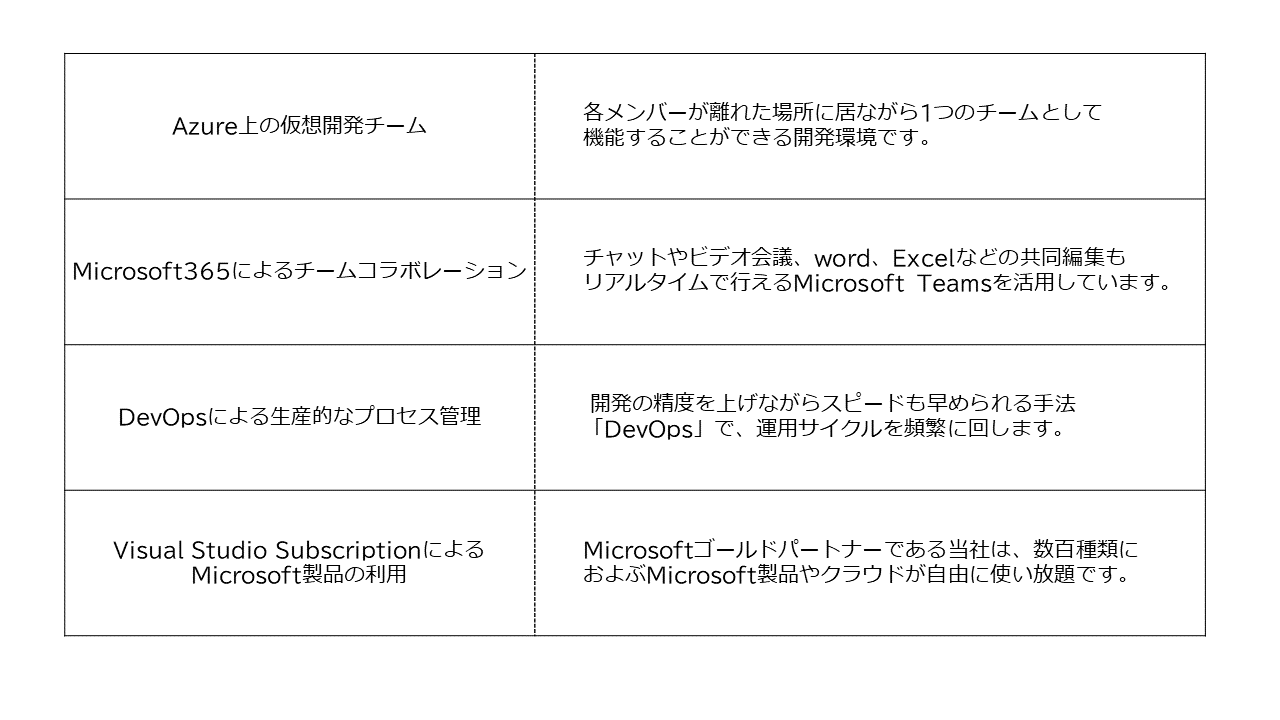 Azure上の仮想開発チーム
各メンバーが離れた場所に居ながら1つのチームとして
機能することができる開発環境です。
Microsoft365によるチームコラボレーション
チャットやビデオ会議、word、Excelなどの共同編集も
リアルタイムで行えるMicrosoft Teamsを活用しています。
DevOpsによる生産的なプロセス管理
開発の精度を上げながらスピードも早められる手法
「DevOps」で、運用サイクルを頻繁に回します。
Visual Studio Subscriptionによる
Microsoft製品の利用
Microsoftゴールドパートナーである当社は、数百種類に
およぶMicrosoft製品やクラウドが自由に使い放題です。